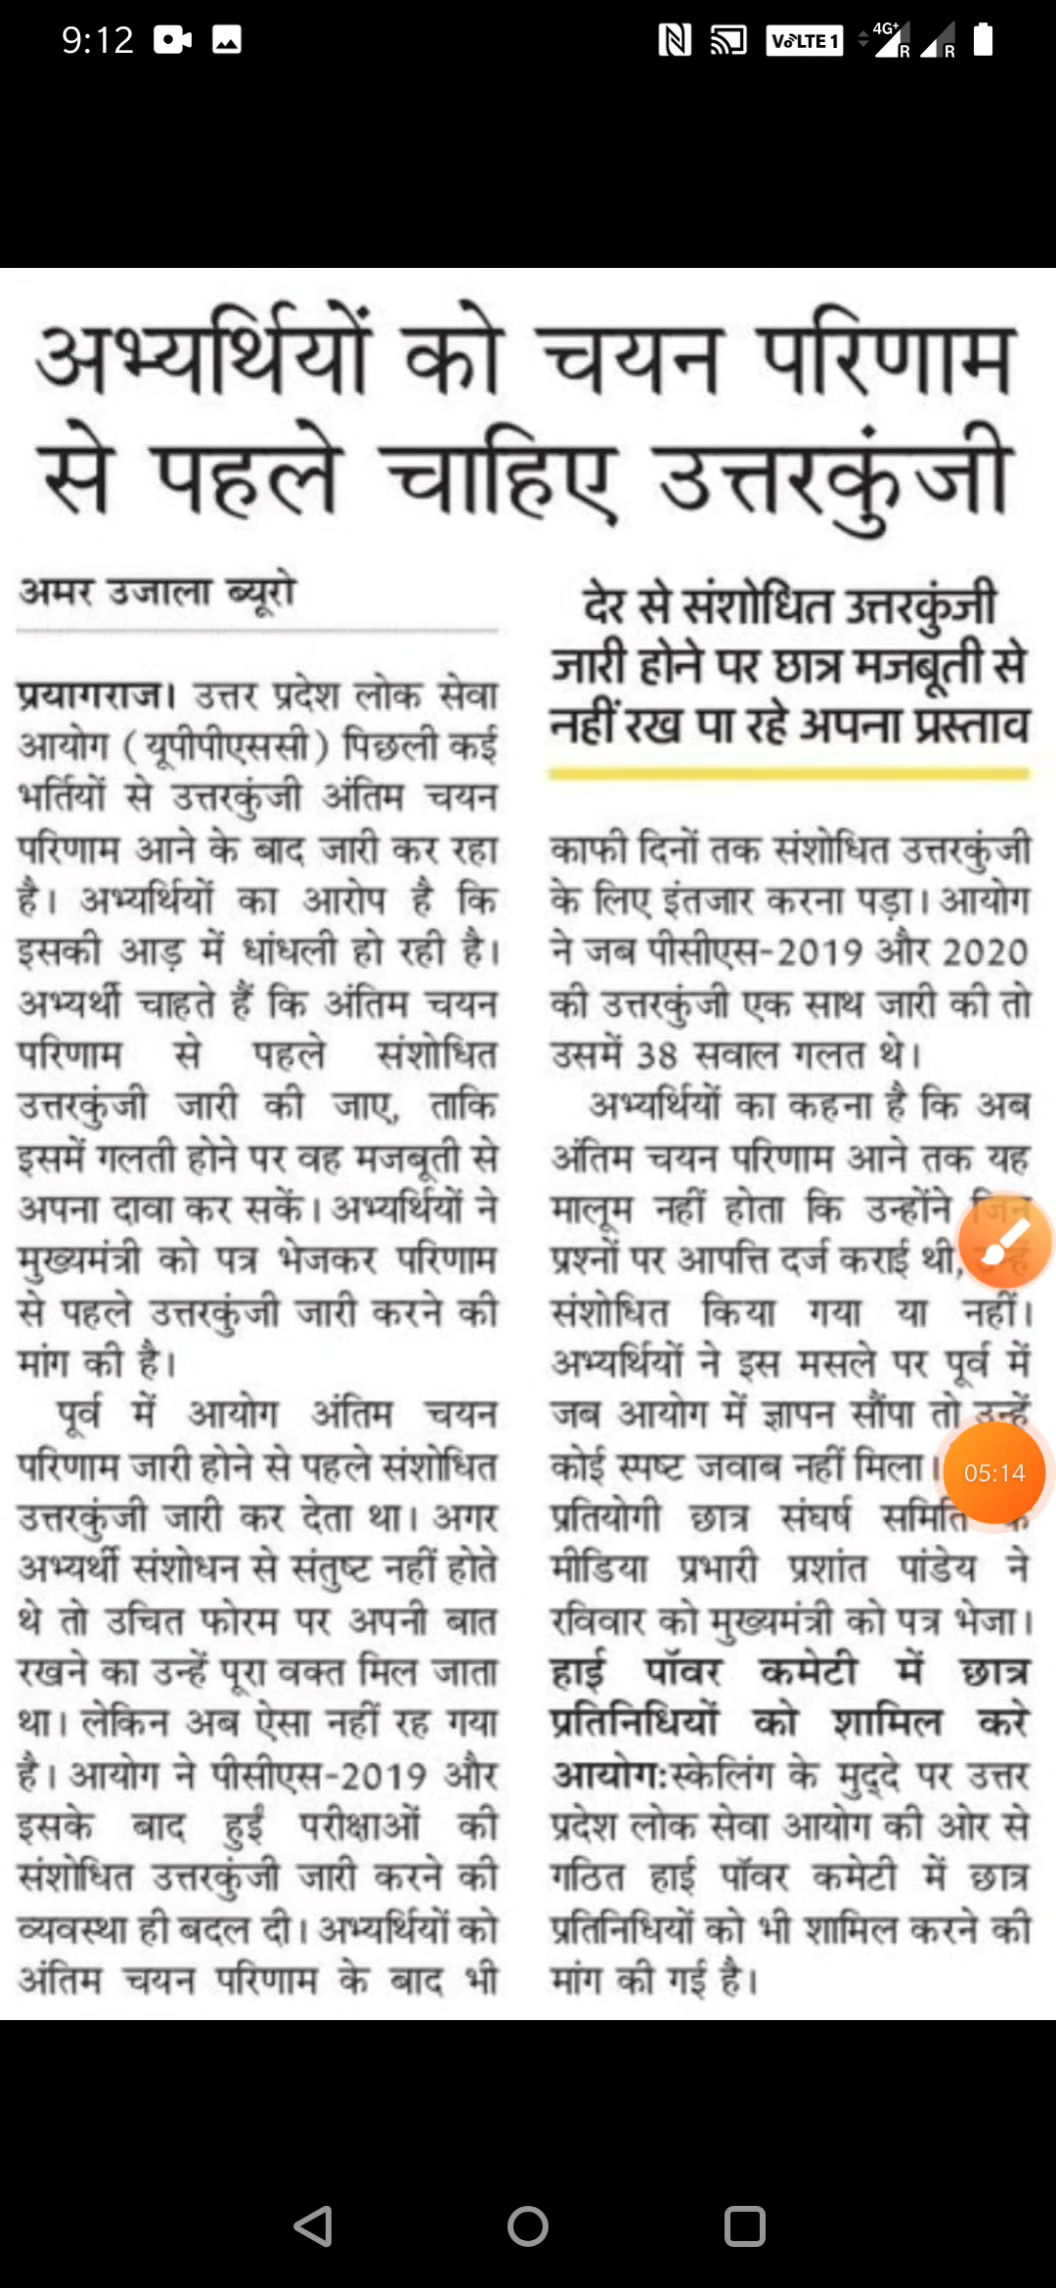 9:12
VoLTE 1
4G+
R
R
अभ्यर्थियों को चयन परिणाम
से पहले चाहिए उत्तरकुंजी
अमर उजाला ब्यूरो
प्रयागराज। उत्तर प्रदेश लोक सेवा
आयोग (यूपीपीएससी) पिछली कई
भर्तियों से उत्तरकुंजी अंतिम चयन
परिणाम आने के बाद जारी कर रहा
है। अभ्यर्थियों का आरोप है कि
इसकी आड़ में धांधली हो रही है।
अभ्यर्थी चाहते हैं कि अंतिम चयन
परिणाम से पहले संशोधित
उत्तरकुंजी जारी की जाए, ताकि
इसमें गलती होने पर वह मजबूती से
अपना दावा कर सकें। अभ्यर्थियों ने
मुख्यमंत्री को पत्र भेजकर परिणाम
से पहले उत्तरकुंजी जारी करने की
मांग की है।
पूर्व में आयोग अंतिम चयन
परिणाम जारी होने से पहले संशोधित
उत्तरकुंजी जारी कर देता था। अगर
अभ्यर्थी संशोधन से संतुष्ट नहीं होते
थे तो उचित फोरम पर अपनी बात
रखने का उन्हें पूरा वक्त मिल जाता
था। लेकिन अब ऐसा नहीं रह गया
है। आयोग ने पीसीएस-2019 और
इसके बाद हुईं परीक्षाओं की
संशोधित उत्तरकुंजी जारी करने की
व्यवस्था ही बदल दी। अभ्यर्थियों को
अंतिम चयन परिणाम के बाद भी
देर से संशोधित उत्तरकुंजी
जारी होने पर छात्र मजबूती से
नहीं रख पा रहे अपना प्रस्ताव
काफी दिनों तक संशोधित उत्तरकुंजी
के लिए इंतजार करना पड़ा। आयोग
ने जब पीसीएस-2019 और 2020
की उत्तरकुंजी एक साथ जारी की तो
उसमें 38 सवाल गलत थे।
अभ्यर्थियों का कहना है कि अब
अंतिम चयन परिणाम आने तक यह
मालूम नहीं होता कि उन्होंने जिन
प्रश्नों पर आपत्ति दर्ज कराई थी,
संशोधित किया गया या नहीं।
अभ्यर्थियों ने इस मसले पर पूर्व में
जब आयोग में ज्ञापन सौंपा तो उन्हें
कोई स्पष्ट जवाब नहीं मिला।
05:14
प्रतियोगी छात्र संघर्ष समिति
मीडिया प्रभारी प्रशांत पांडेय ने
रविवार को मुख्यमंत्री को पत्र भेजा।
हाई पॉवर कमेटी में छात्र
प्रतिनिधियों को शामिल करे
आयोग:स्केलिंग के मुद्दे पर उत्तर
प्रदेश लोक सेवा आयोग की ओर से
गठित हाई पॉवर कमेटी में छात्र
प्रतिनिधियों को भी शामिल करने की
मांग की गई है।